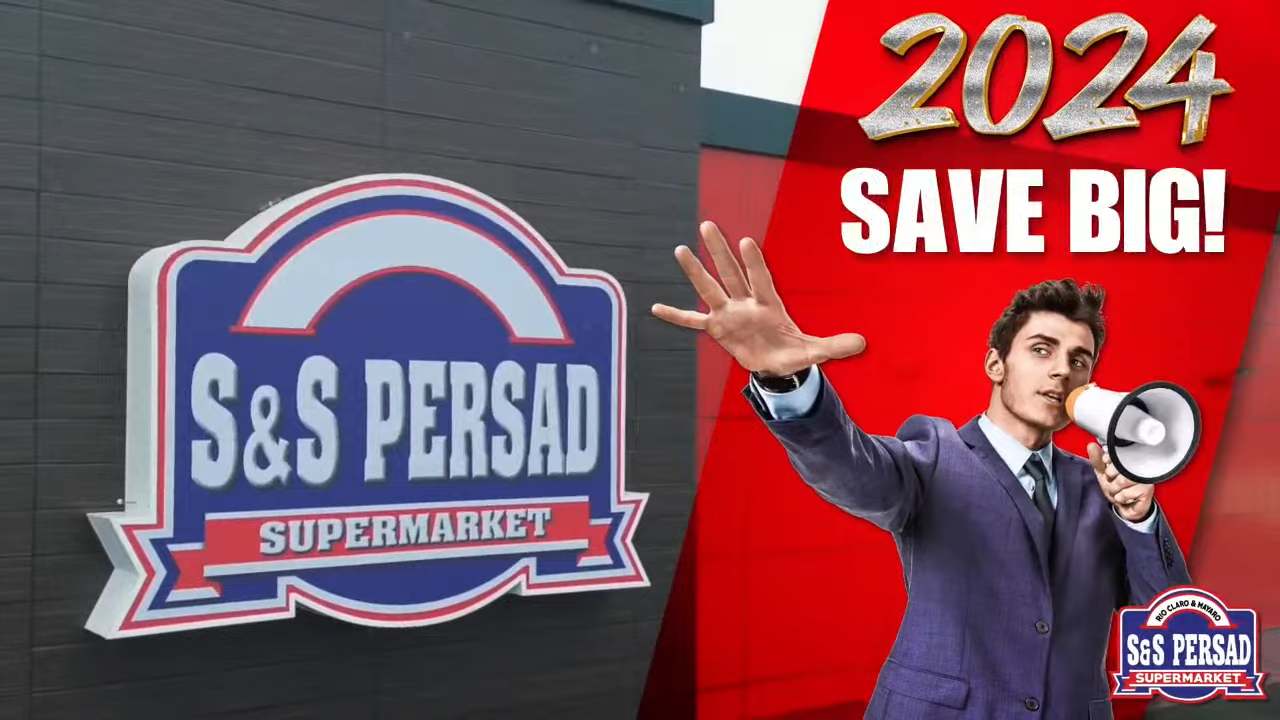 S&S PERSAD
SUPERMARKET
2024
SAVE BIG!
RIO CLARO & MAYARO
S&S PERSAD
SUPERMARKET